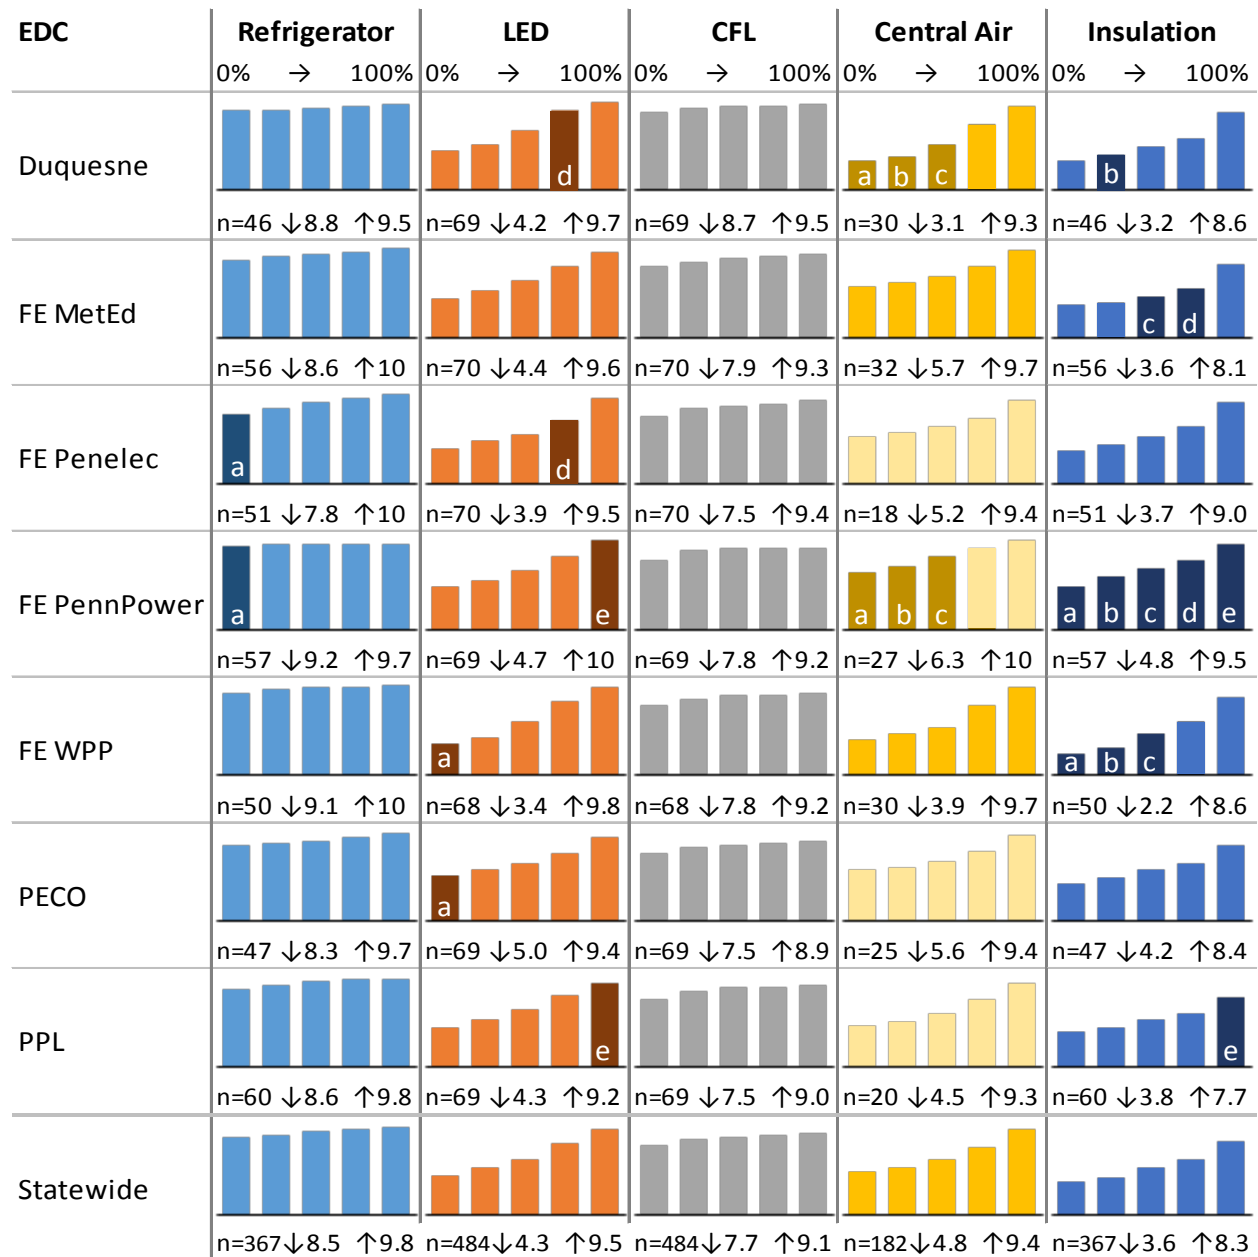 EDC Refrigerator LED CFL Central Air Insulation
0% → 100% 0% → 100% 0% → 100% 0% → 100% 0% → 100%
Duquesne d a b c b
n=46 ↓8.8 ↑9.5 n=69 ↓4.2 ↑9.7 n=69 ↓8.7 ↑9.5 n=30 ↓3.1 ↑9.3 n=46 ↓3.2 ↑8.6
FE MetEd c d
n=56 ↓8.6 ↑10 n=70 ↓4.4 ↑9.6 n=70 ↓7.9 ↑9.3 n=32 ↓5.7 ↑9.7 n=56 ↓3.6 ↑8.1
FE Penelec a d
n=51 ↓7.8 ↑10 n=70 ↓3.9 ↑9.5 n=70 ↓7.5 ↑9.4 n=18 ↓5.2 ↑9.4 n=51 ↓3.7 ↑9.0
FE PennPower a e a b c a b c d e
n=57 ↓9.2 ↑9.7 n=69 ↓4.7 ↑10 n=69 ↓7.8 ↑9.2 n=27 ↓6.3 ↑10 n=57 ↓4.8 ↑9.5
FE WPP a a b c
n=50 ↓9.1 ↑10 n=68 ↓3.4 ↑9.8 n=68 ↓7.8 ↑9.2 n=30 ↓3.9 ↑9.7 n=50 ↓2.2 ↑8.6
PECO a
n=47 ↓8.3 ↑9.7 n=69 ↓5.0 ↑9.4 n=69 ↓7.5 ↑8.9 n=25 ↓5.6 ↑9.4 n=47 ↓4.2 ↑8.4
PPL e e
n=60 ↓8.6 ↑9.8 n=69 ↓4.3 ↑9.2 n=69 ↓7.5 ↑9.0 n=20 ↓4.5 ↑9.3 n=60 ↓3.8 ↑7.7
Statewide
n=367↓8.5 ↑9.8 n=484↓4.3 ↑9.5 n=484↓7.7 ↑9.1 n=182↓4.8 ↑9.4 n=367↓3.6 ↑8.3